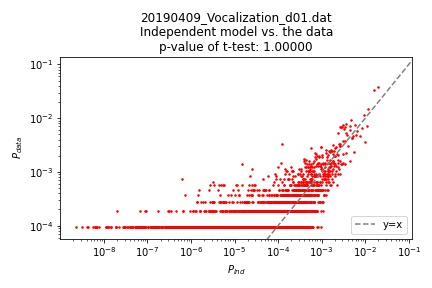 20190409_Vocalization_d01.dat
Independent model vs. the data
p-value of t-test: 1.00000
10⁻¹
10⁻²
10⁻³
10⁻⁴
P_data
y=x
10⁻⁸ 10⁻⁷ 10⁻⁶ 10⁻⁵ 10⁻⁴ 10⁻³ 10⁻² 10⁻¹
P_ind